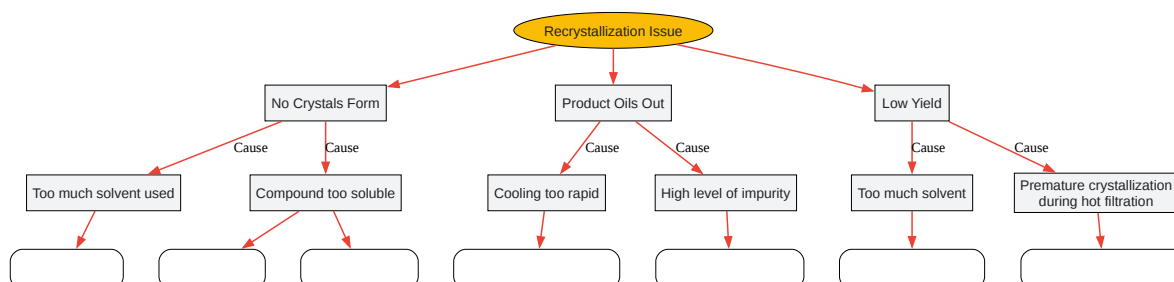 Recrystallization Issue
No Crystals Form
Product Oils Out
Low Yield
Cause
Cause
Cause
Cause
Cause
Cause
Too much solvent used
Compound too soluble
Cooling too rapid
High level of impurity
Too much solvent
Premature crystallization
during hot filtration